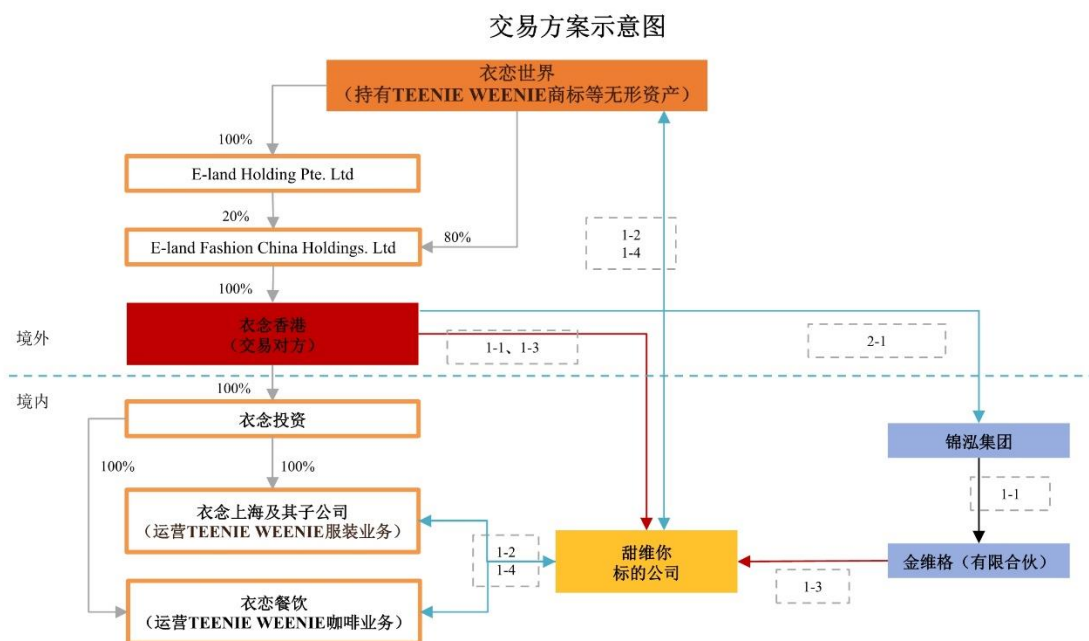 交易方案示意图
衣恋世界
（持有TEENIE WEENIE商标等无形资产）
100%
E-land Holding Pte. Ltd
20%
E-land Fashion China Holdings. Ltd
80%
1-2
1-4
100%
衣念香港
（交易对方）
境外
1-1、1-3
2-1
境内
100%
衣念投资
锦泓集团
100%
100%
1-1
衣念上海及其子公司
（运营TEENIE WEENIE服装业务）
1-2
1-4
甜维你
标的公司
金维格（有限合伙）
1-3
衣恋餐饮
（运营TEENIE WEENIE咖啡业务）